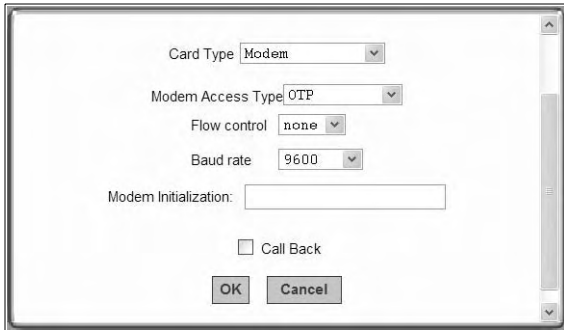 Card Type Modem
Modem Access Type OTP
Flow control none
Baud rate 9600
Modem Initialization:
Call Back
OK Cancel